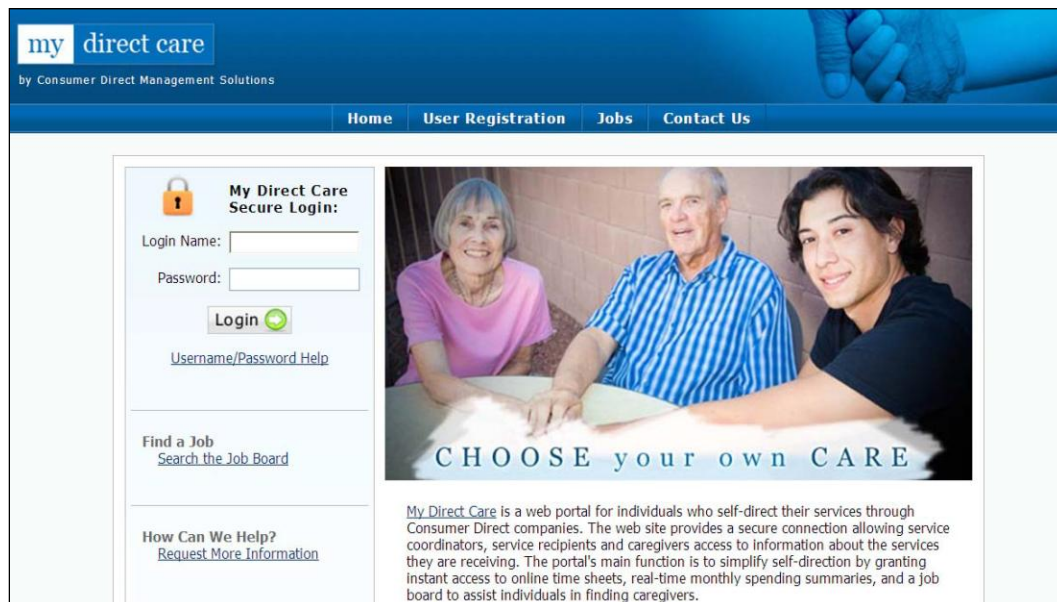 my direct care
by Consumer Direct Management Solutions
Home User Registration Jobs Contact Us
My Direct Care
Secure Login:
Login Name:
Password:
Login
Username/Password Help
Find a Job
Search the Job Board
How Can We Help?
Request More Information
CHOOSE your own CARE
My Direct Care is a web portal for individuals who self-direct their services through
Consumer Direct companies. The web site provides a secure connection allowing service
coordinators, service recipients and caregivers access to information about the services
they are receiving. The portal's main function is to simplify self-direction by granting
instant access to online time sheets, real-time monthly spending summaries, and a job
board to assist individuals in finding caregivers.